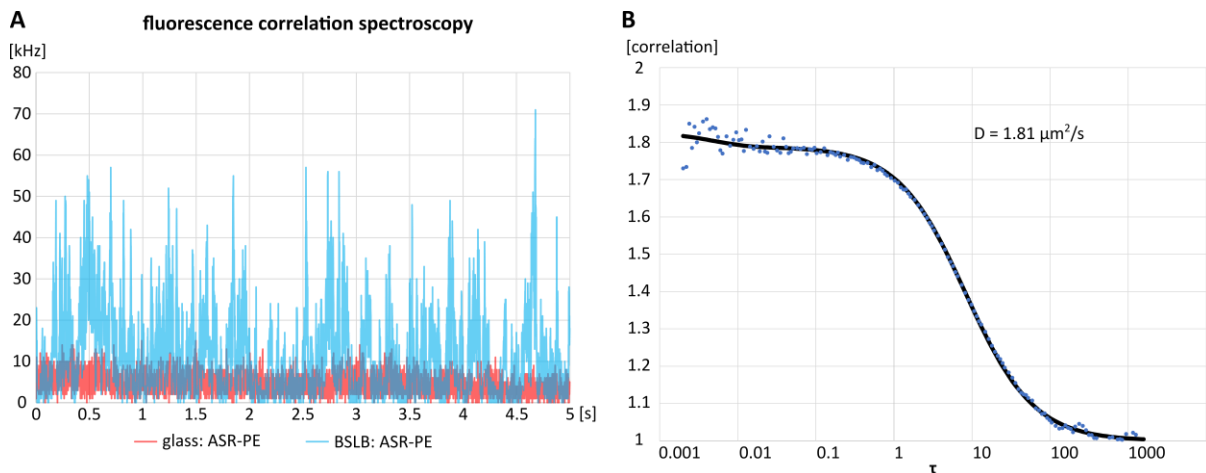 A
fluorescence correlation spectroscopy
[kHz]
80
70
60
50
40
30
20
10
0
0 0.5 1 1.5 2 2.5 3 3.5 4 4.5 5 [s]
glass: ASR-PE BSLB: ASR-PE
B
[correlation]
2
1.9
1.8
1.7
1.6
1.5
1.4
1.3
1.2
1.1
1
D = 1.81 µm²/s
0.001 0.01 0.1 1 10 100 1000
τ